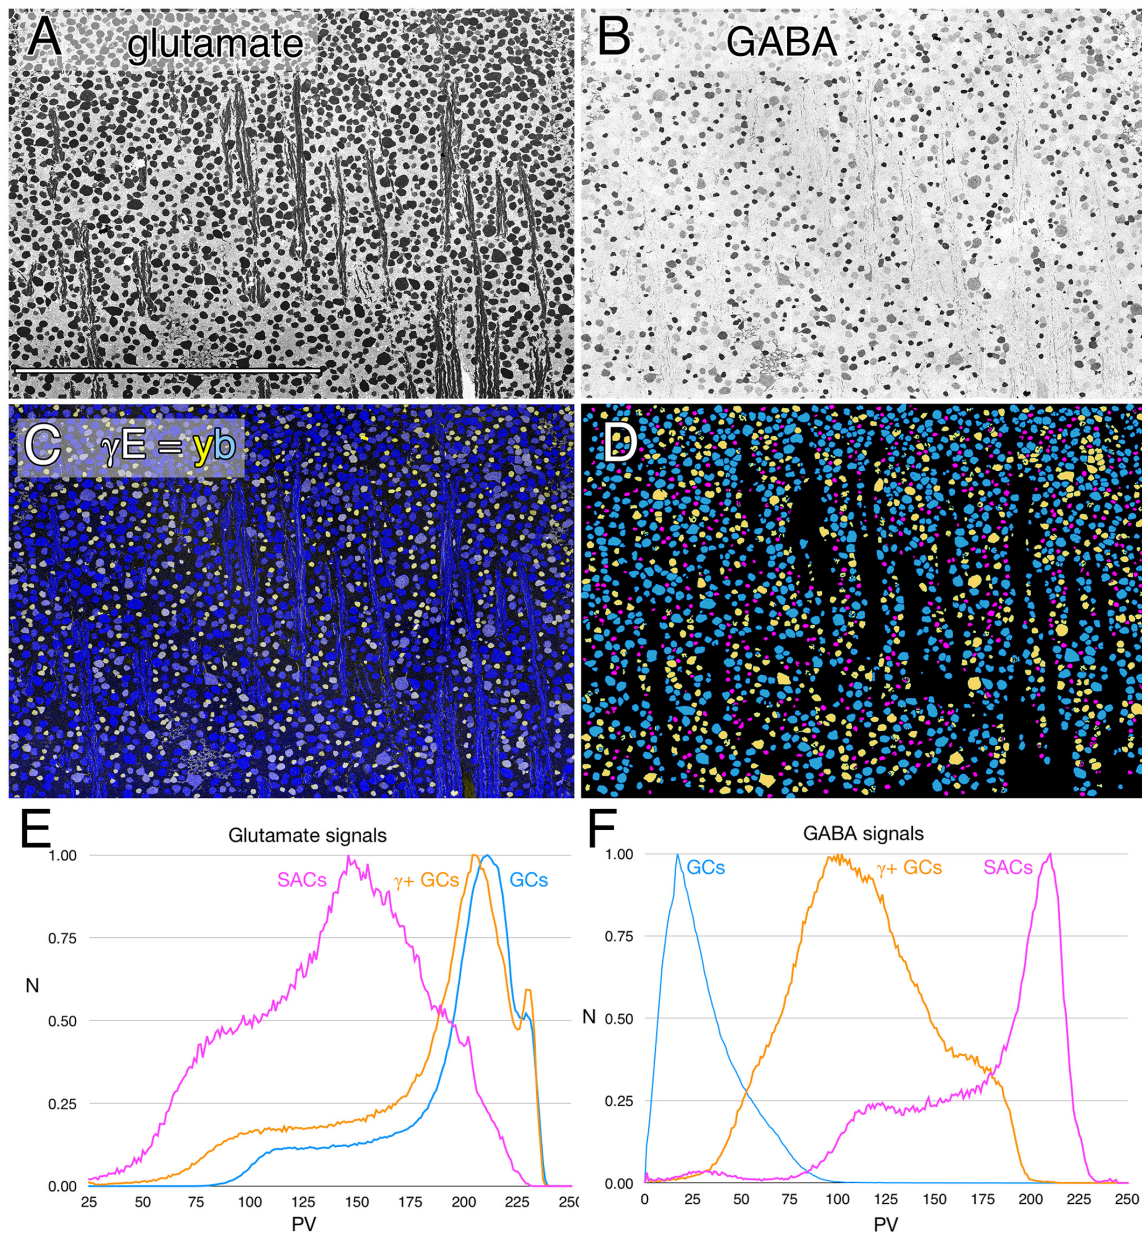 A
glutamate
B
GABA
C
γE = yb
D
E
Glutamate signals
1.00
SACs
γ+ GCs
GCs
0.75
N
0.50
0.25
0.00
25
50
75
100
125
150
175
200
225
250
PV
F
GABA signals
1.00
GCs
γ+ GCs
SACs
0.75
N
0.50
0.25
0.00
0
25
50
75
100
125
150
175
200
225
250
PV